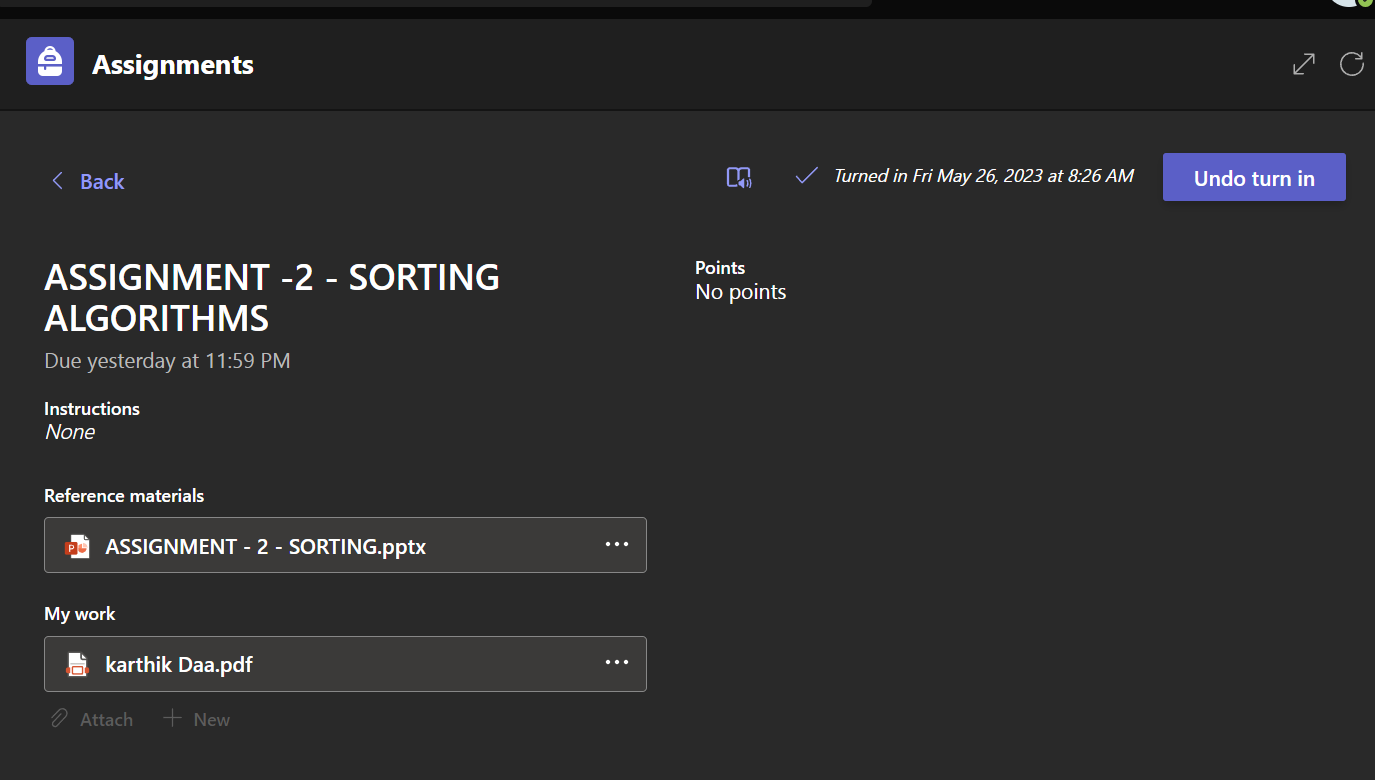 Assignments
Back
Turned in Fri May 26, 2023 at 8:26 AM
Undo turn in
ASSIGNMENT -2 - SORTING
ALGORITHMS
Due yesterday at 11:59 PM
Points
No points
Instructions
None
Reference materials
ASSIGNMENT - 2 - SORTING.pptx
My work
karthik Daa.pdf
Attach
New